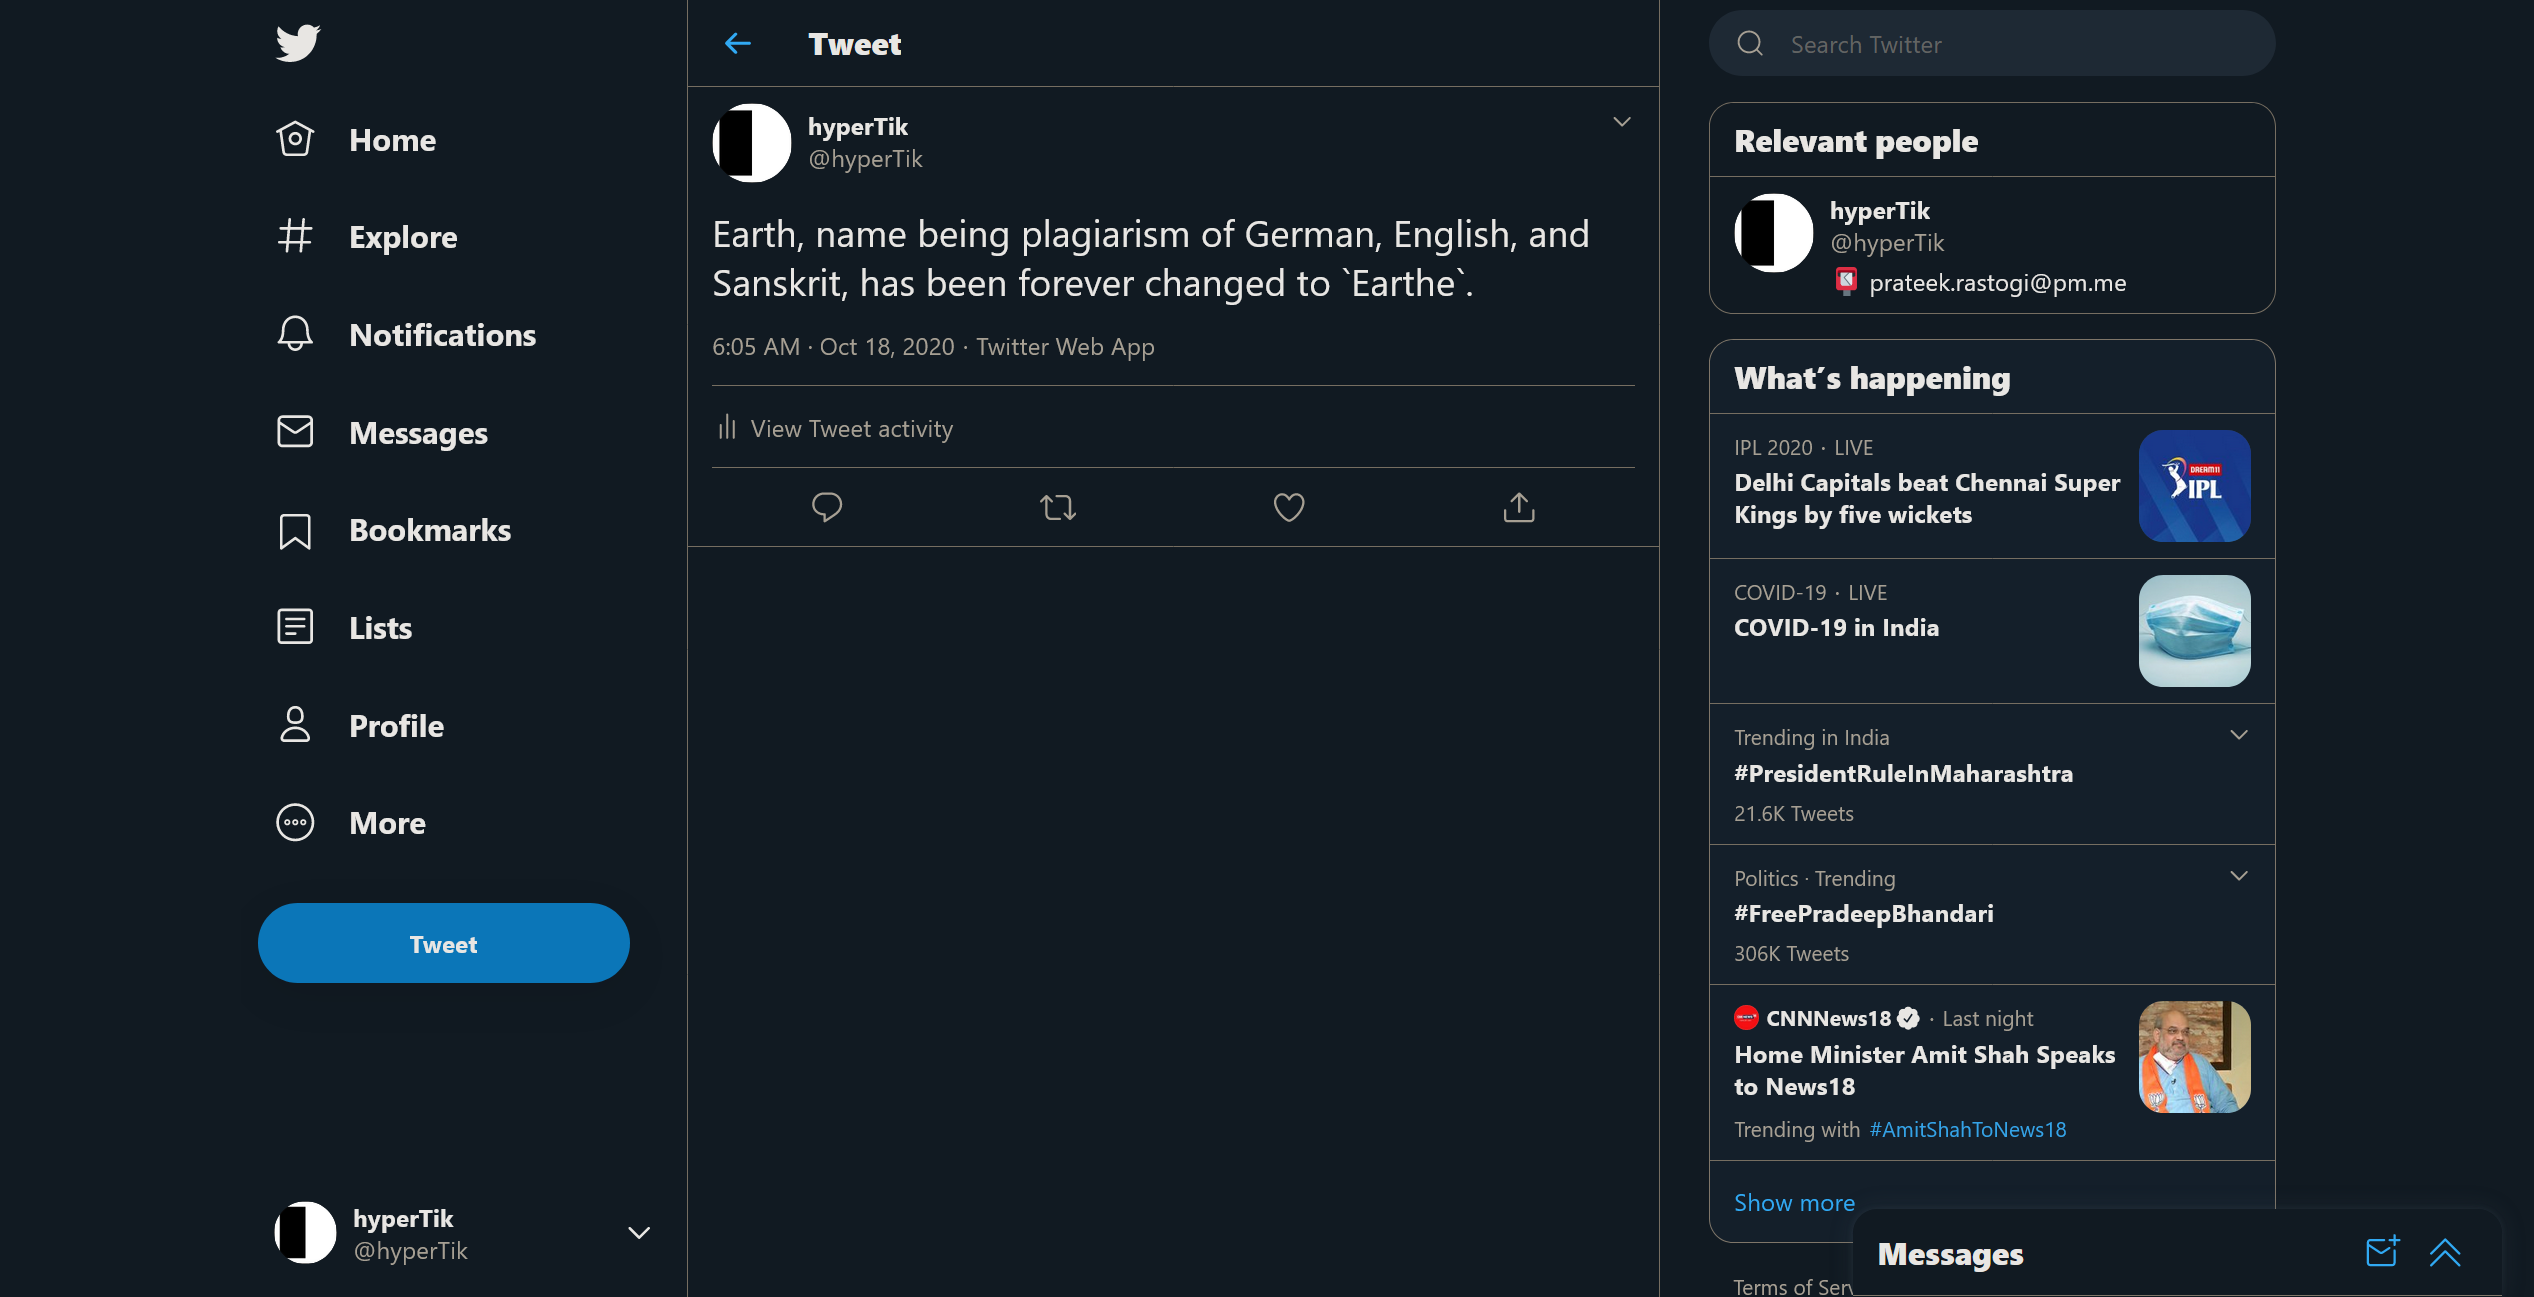 Home
Explore
Notifications
Messages
Bookmarks
Lists
Profile
More
Tweet
hyperTik
@hyperTik
Tweet
hyperTik
@hyperTik
Earth, name being plagiarism of German, English, and
Sanskrit, has been forever changed to `Earthe`.
6:05 AM · Oct 18, 2020 · Twitter Web App
View Tweet activity
Search Twitter
Relevant people
hyperTik
@hyperTik
prateek.rastogi@pm.me
What's happening
IPL 2020 · LIVE
Delhi Capitals beat Chennai Super
Kings by five wickets
DREAM11
IPL
COVID-19 · LIVE
COVID-19 in India
Trending in India
#PresidentRuleInMaharashtra
21.6K Tweets
Politics · Trending
#FreePradeepBhandari
306K Tweets
CNNNews18 · Last night
Home Minister Amit Shah Speaks
to News18
Trending with #AmitShahToNews18
Show more
Terms of Serv
Messages